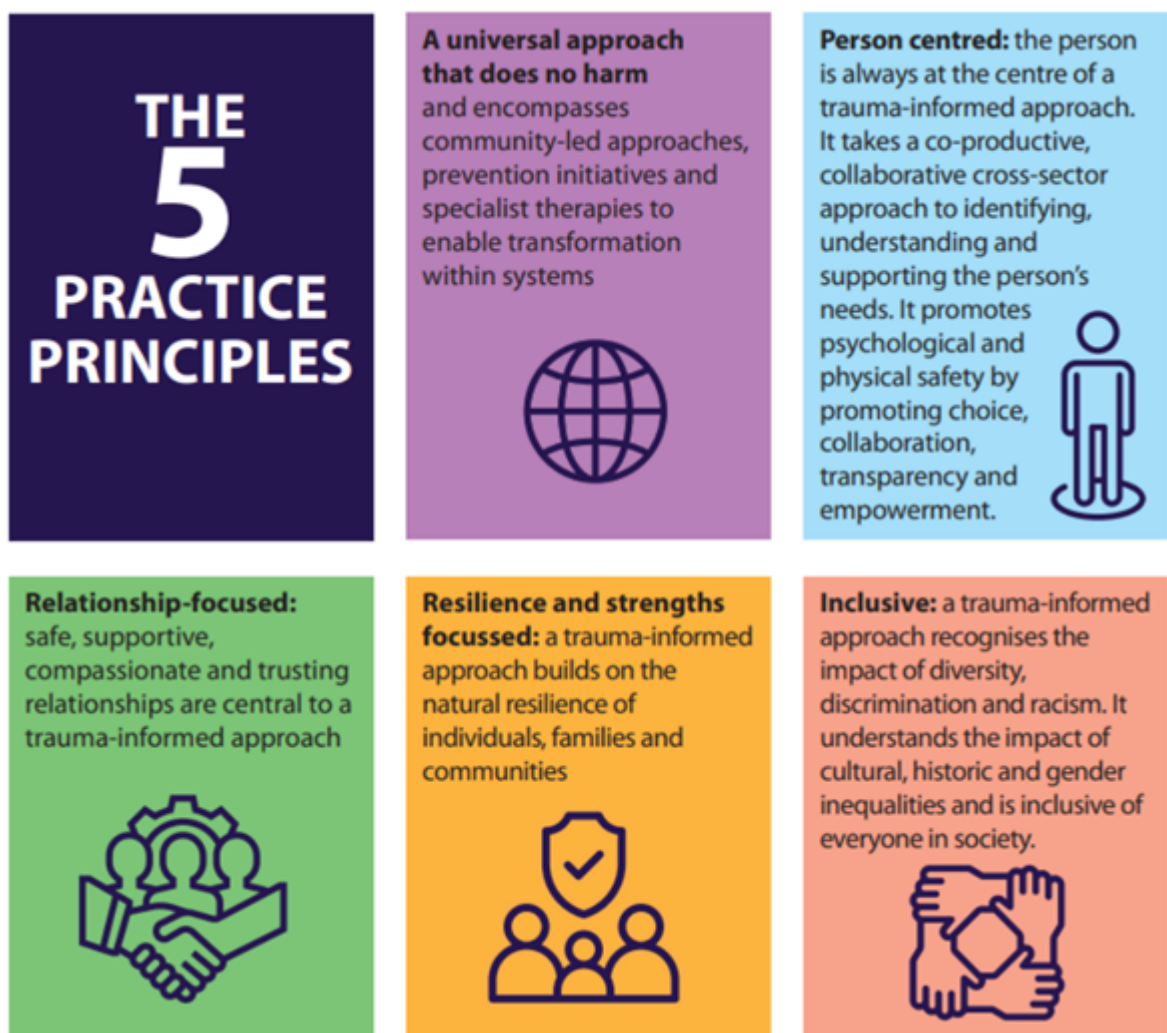 THE
5
PRACTICE
PRINCIPLES
A universal approach
that does no harm
and encompasses
community-led approaches,
prevention initiatives and
specialist therapies to
enable transformation
within systems
Person centred: the person
is always at the centre of a
trauma-informed approach.
It takes a co-productive,
collaborative cross-sector
approach to identifying,
understanding and
supporting the person's
needs. It promotes
psychological and
physical safety by
promoting choice,
collaboration,
transparency and
empowerment.
Relationship-focused:
safe, supportive,
compassionate and trusting
relationships are central to a
trauma-informed approach
Resilience and strengths
focussed: a trauma-informed
approach builds on the
natural resilience of
individuals, families and
communities
Inclusive: a trauma-informed
approach recognises the
impact of diversity,
discrimination and racism. It
understands the impact of
cultural, historic and gender
inequalities and is inclusive of
everyone in society.